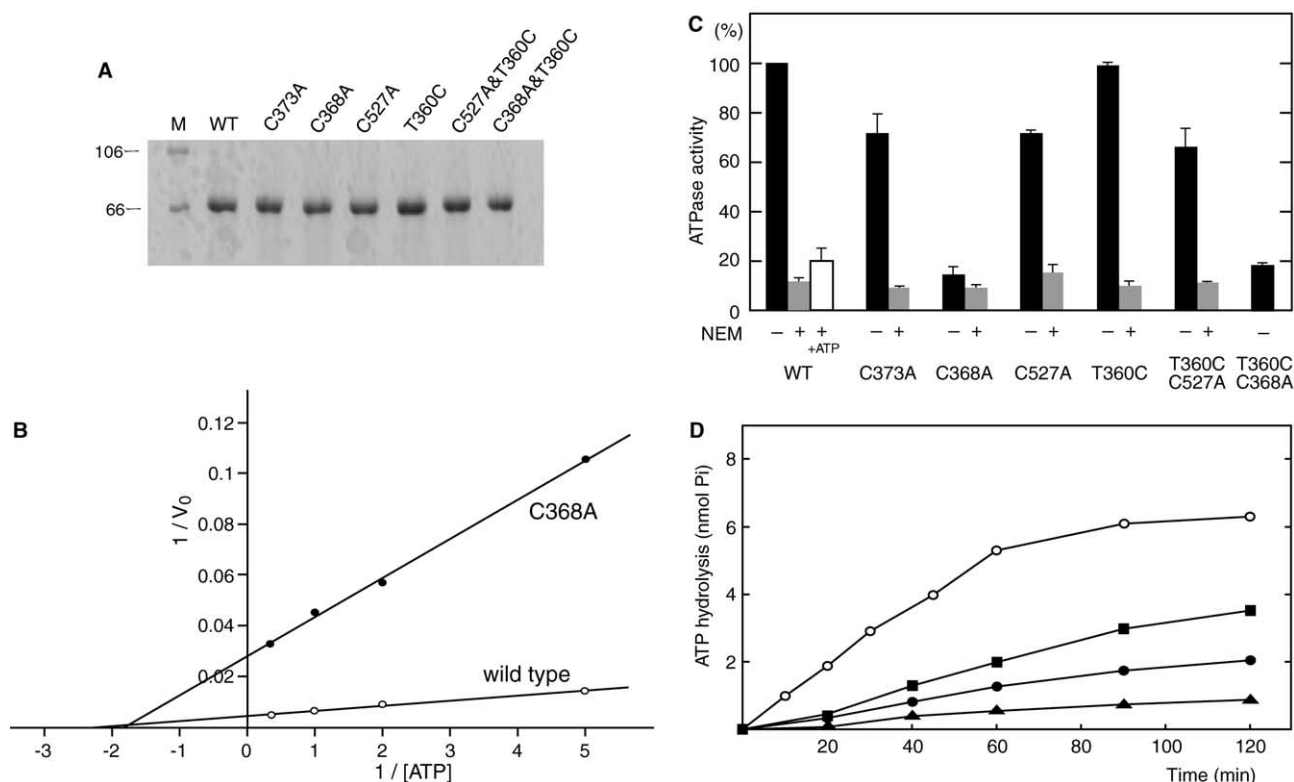 A
M WT C373A C368A C527A T360C C527A&T360C C368A&T360C
106
66
B
0.12
0.1
0.08
0.06
0.04
0.02
1 / V0
C368A
wild type
-3 -2 -1 0 1 2 3 4 5
1 / [ATP]
C
(%)
ATPase activity
100
80
60
40
20
0
NEM − + + − + − + − + − + − + −
+ATP
WT C373A C368A C527A T360C T360C T360C
C527A C368A
D
ATP hydrolysis (nmol Pi)
8
6
4
2
20 40 60 80 100 120
Time (min)